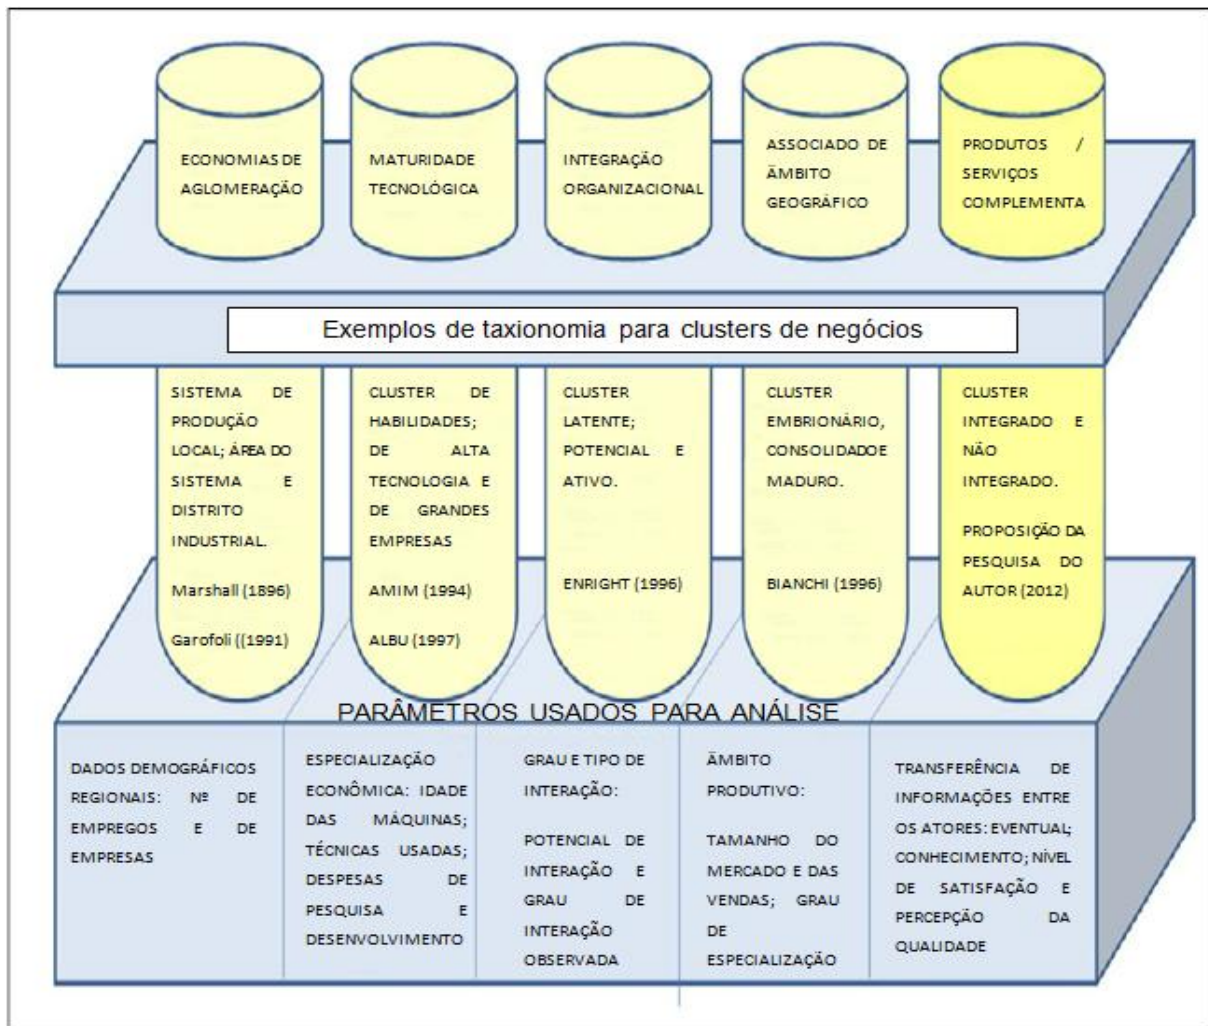 ECONOMIAS DE
AGLOMERAÇÃO
MATURIDADE
TECNOLÓGICA
INTEGRAÇÃO
ORGANIZACIONAL
ASSOCIADO DE
ÂMBITO
GEOGRÁFICO
PRODUTOS /
SERVIÇOS
COMPLEMENTA
Exemplos de taxionomia para clusters de negócios
SISTEMA DE
PRODUÇÃO
LOCAL; ÁREA DO
SISTEMA E
DISTRITO
INDUSTRIAL.
Marshall (1896)
Garofoli ((1991)
CLUSTER DE
HABILIDADES;
DE ALTA
TECNOLOGIA E
DE GRANDES
EMPRESAS
AMIM (1994)
ALBU (1997)
CLUSTER
LATENTE;
POTENCIAL E
ATIVO.
ENRIGHT (1996)
CLUSTER
EMBRIONÁRIO,
CONSOLIDADO E
MADURO.
BIANCHI (1996)
CLUSTER
INTEGRADO E
NÃO
INTEGRADO.
PROPOSIÇÃO DA
PESQUISA DO
AUTOR (2012)
PARÂMETROS USADOS PARA ANÁLISE
DADOS DEMOGRÁFICOS
REGIONAIS: Nº DE
EMPREGOS E DE
EMPRESAS
ESPECIALIZAÇÃO
ECONÔMICA: IDADE
DAS MÁQUINAS;
TÉCNICAS USADAS;
DESPESAS DE
PESQUISA E
DESENVOLVIMENTO
GRAU E TIPO DE
INTERAÇÃO:
POTENCIAL DE
INTERAÇÃO E
GRAU DE
INTERAÇÃO
OBSERVADA
ÂMBITO
PRODUTIVO:
TAMANHO DO
MERCADO E DAS
VENDAS; GRAU
DE
ESPECIALIZAÇÃO
TRANSFERÊNCIA DE
INFORMAÇÕES ENTRE
OS ATORES: EVENTUAL;
CONHECIMENTO; NÍVEL
DE SATISFAÇÃO E
PERCEPÇÃO DA
QUALIDADE